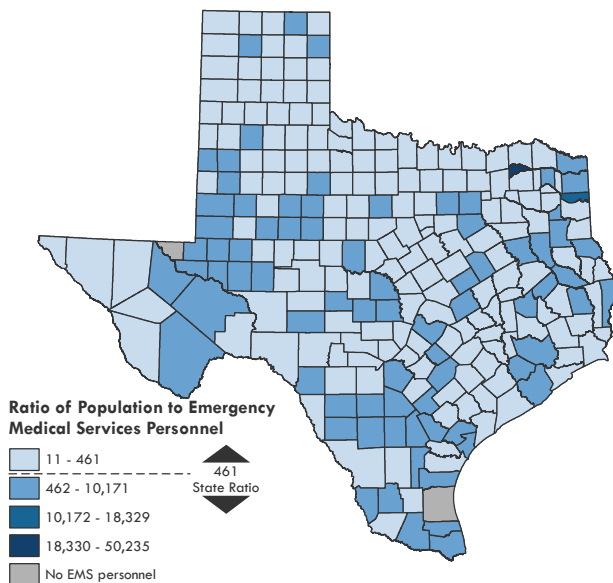 Ratio of Population to Emergency
Medical Services Personnel
11 - 461
461
State Ratio
462 - 10,171
10,172 - 18,329
18,330 - 50,235
No EMS personnel